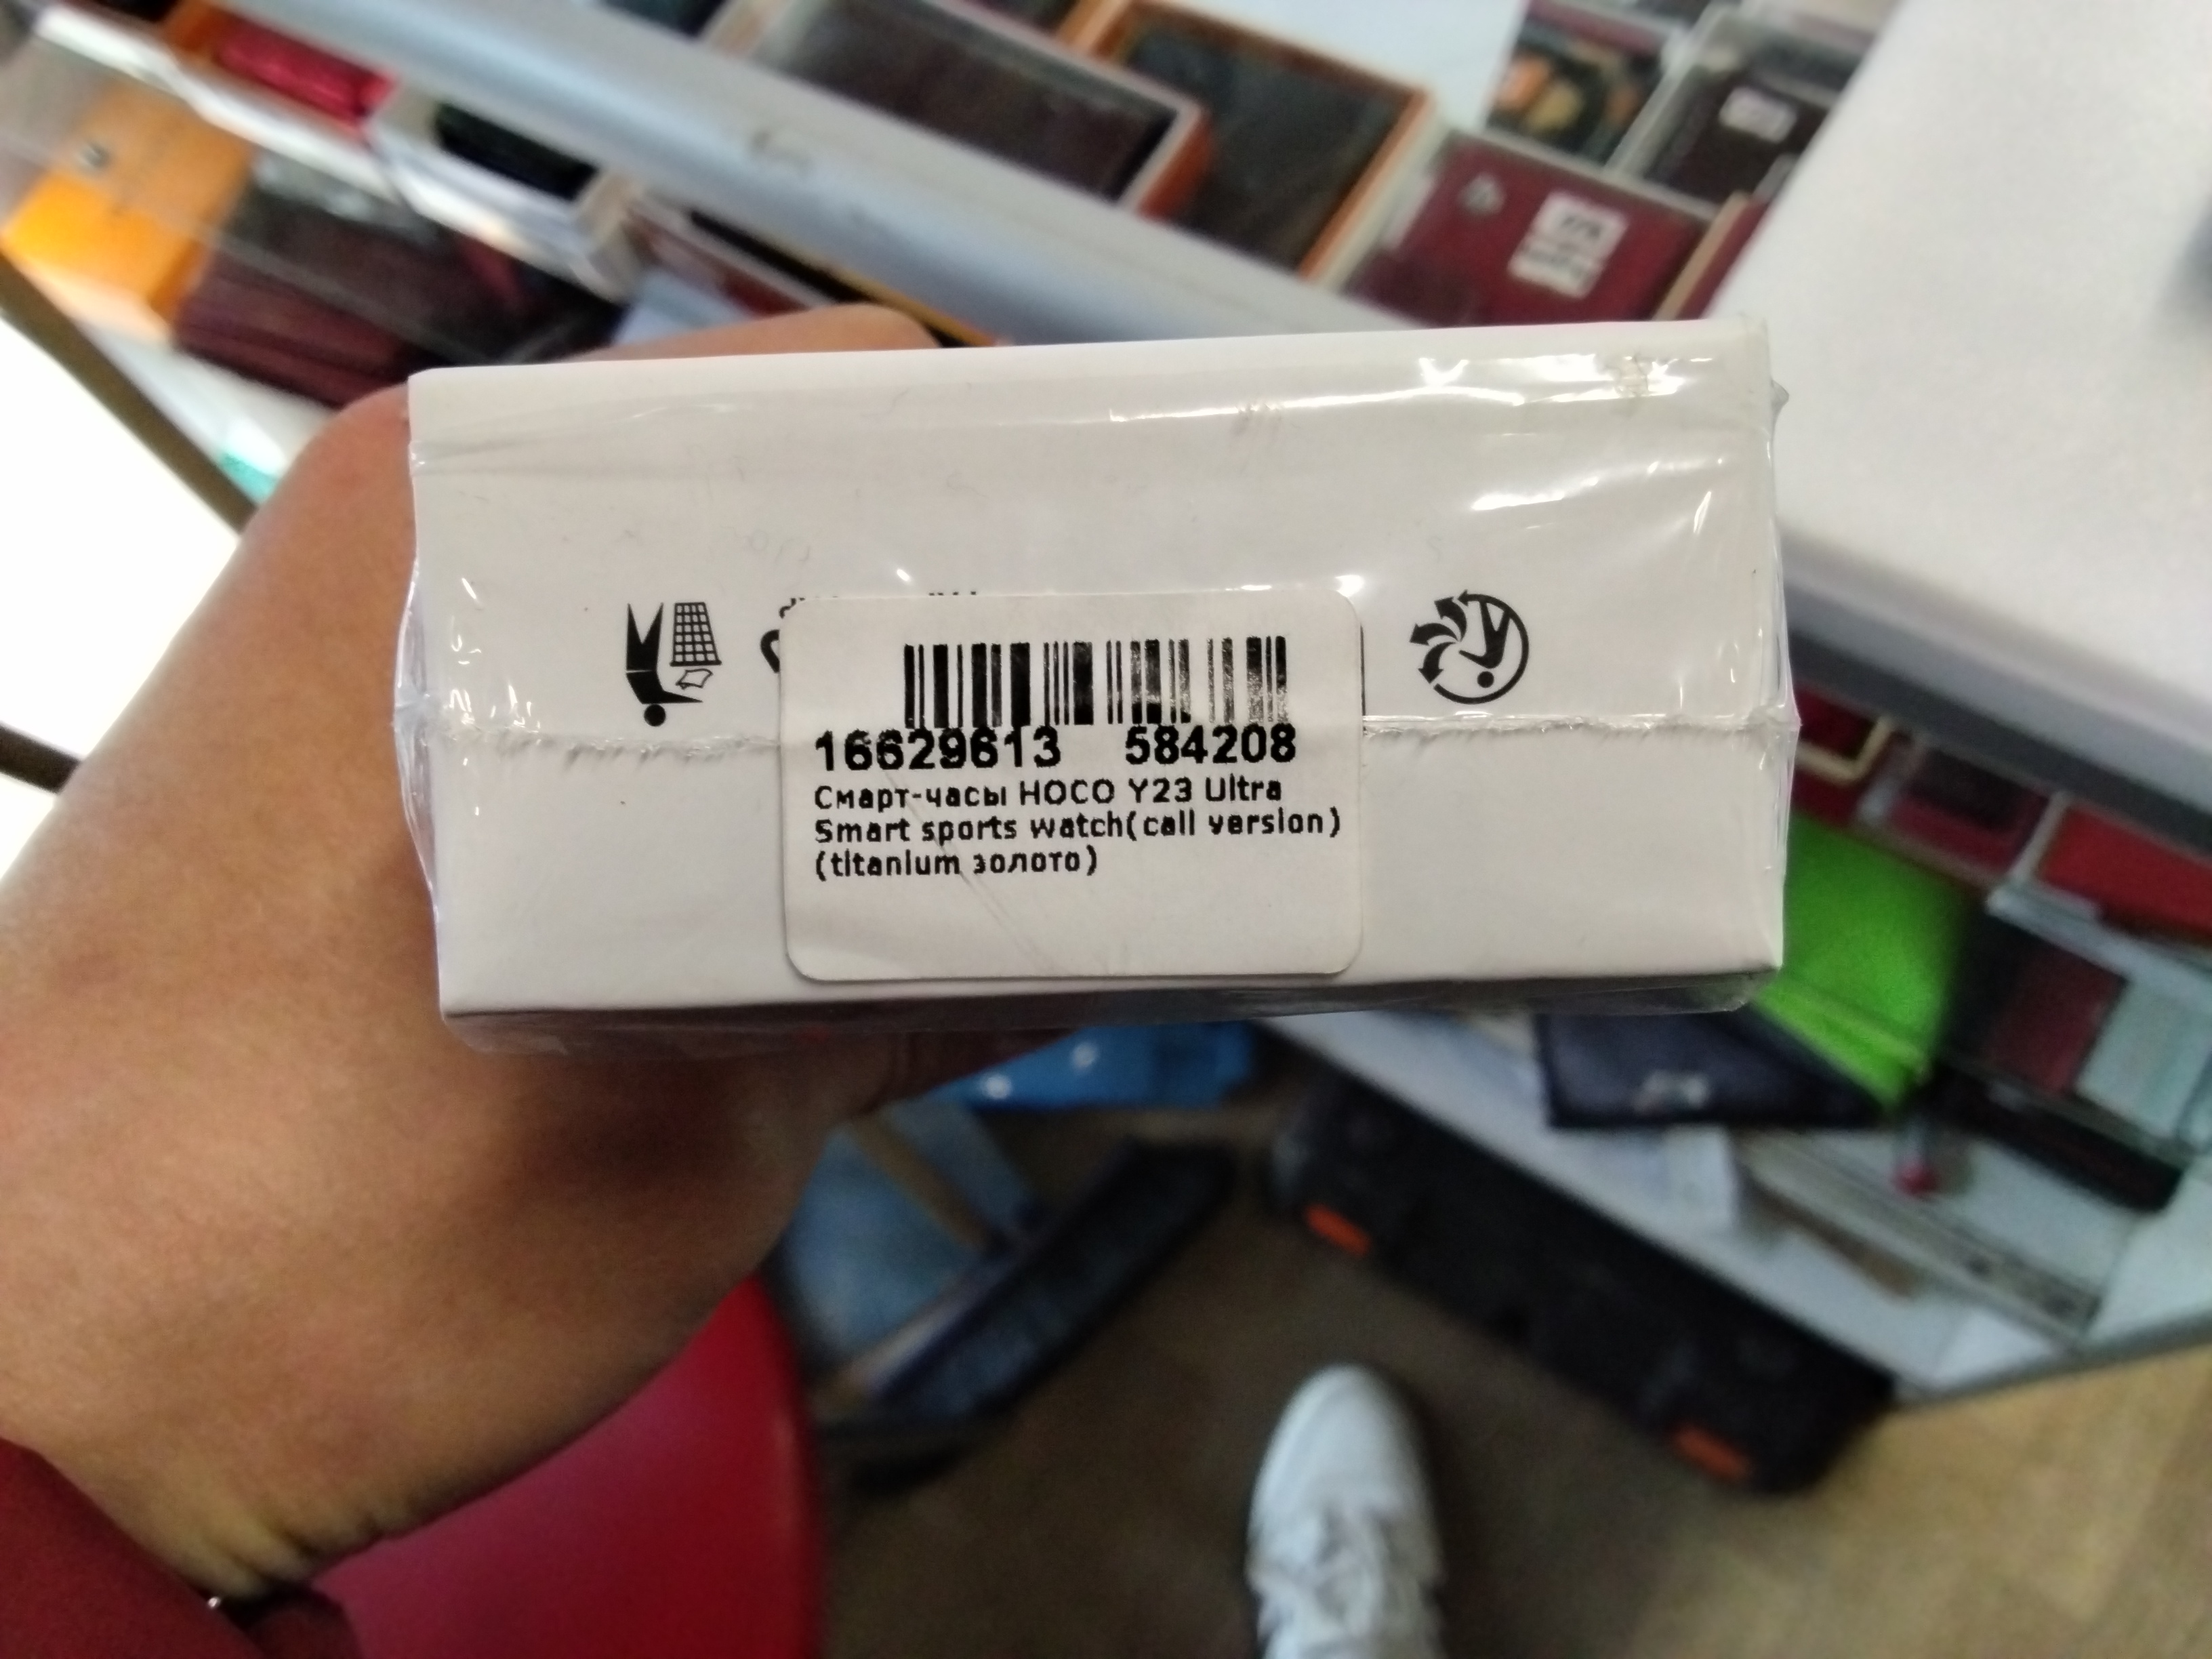 16629613 584208
Смарт-часы HOCO Y23 Ultra
Smart sports watch(call version)
(titanium золото)